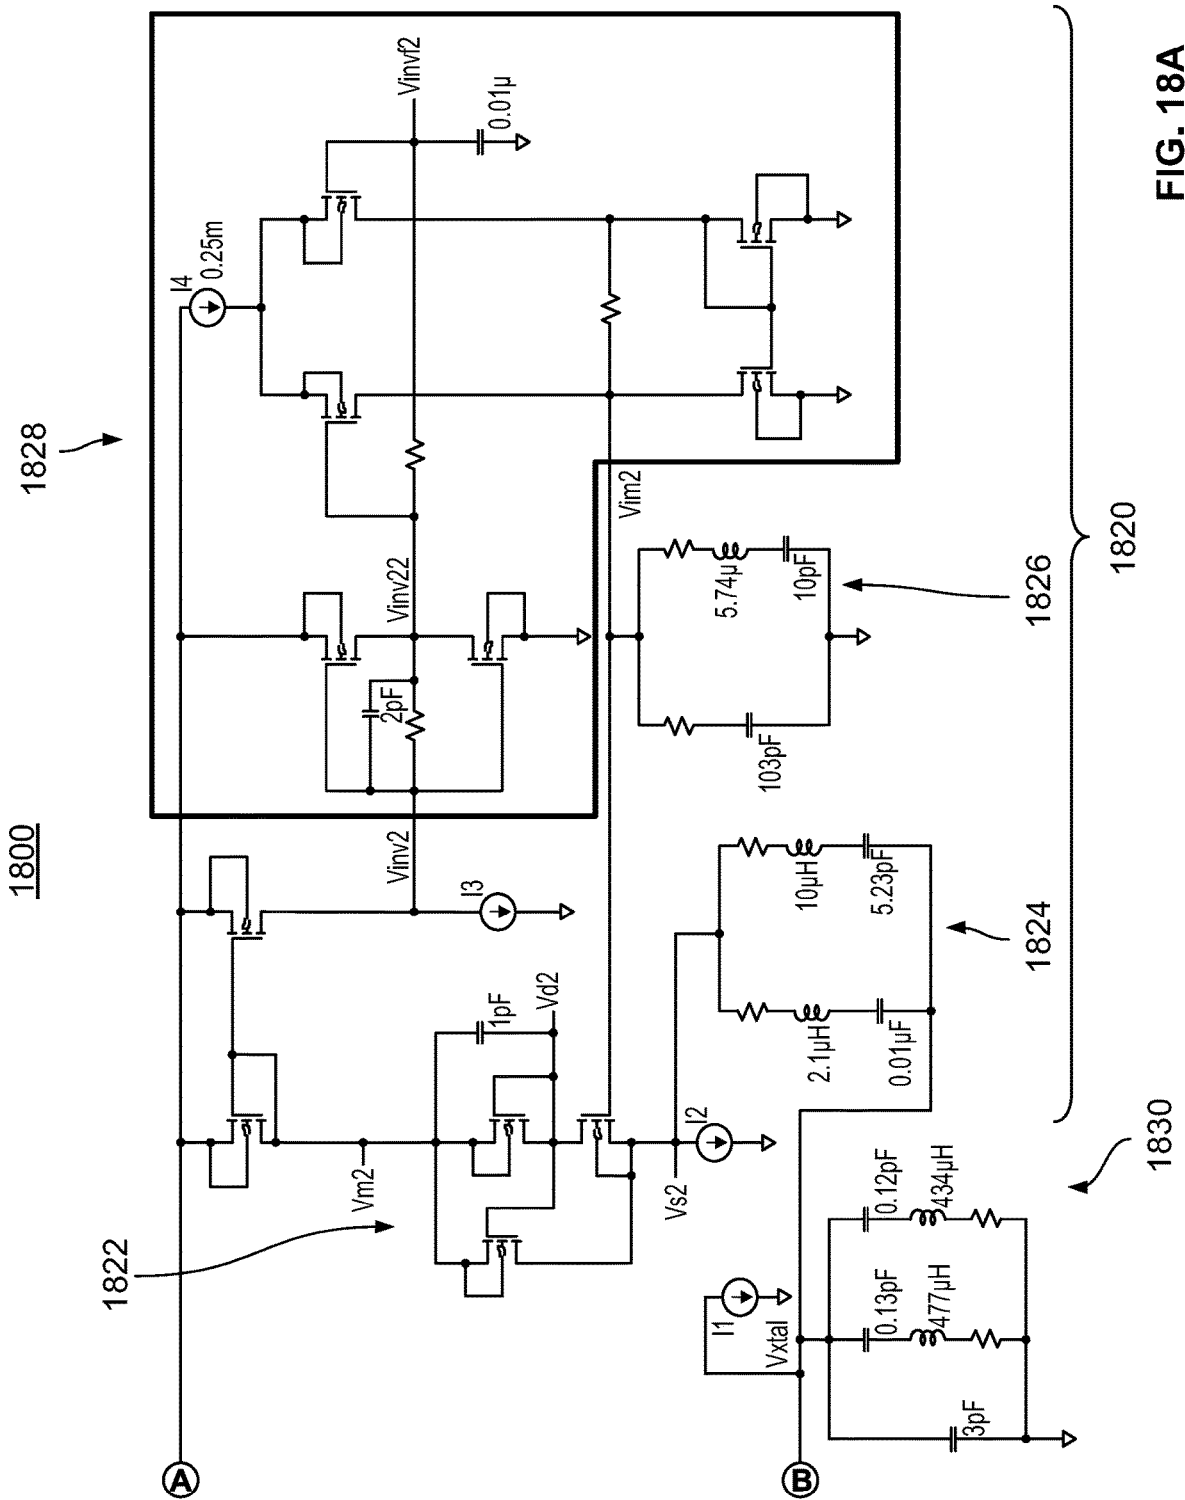 1800
1828
I4
0.25m
Vinvf2
0.01µ
Vinv22
2pF
Vinv2
I3
Vim2
5.74µ
10pF
103pF
1826
1820
10µH
5.23pF
2.1µH
0.01µF
1824
1pF
Vd2
Vm2
1822
Vs2
I2
I1
Vxtal
0.12pF
434µH
0.13pF
477µH
3pF
1830
A
B
FIG. 18A